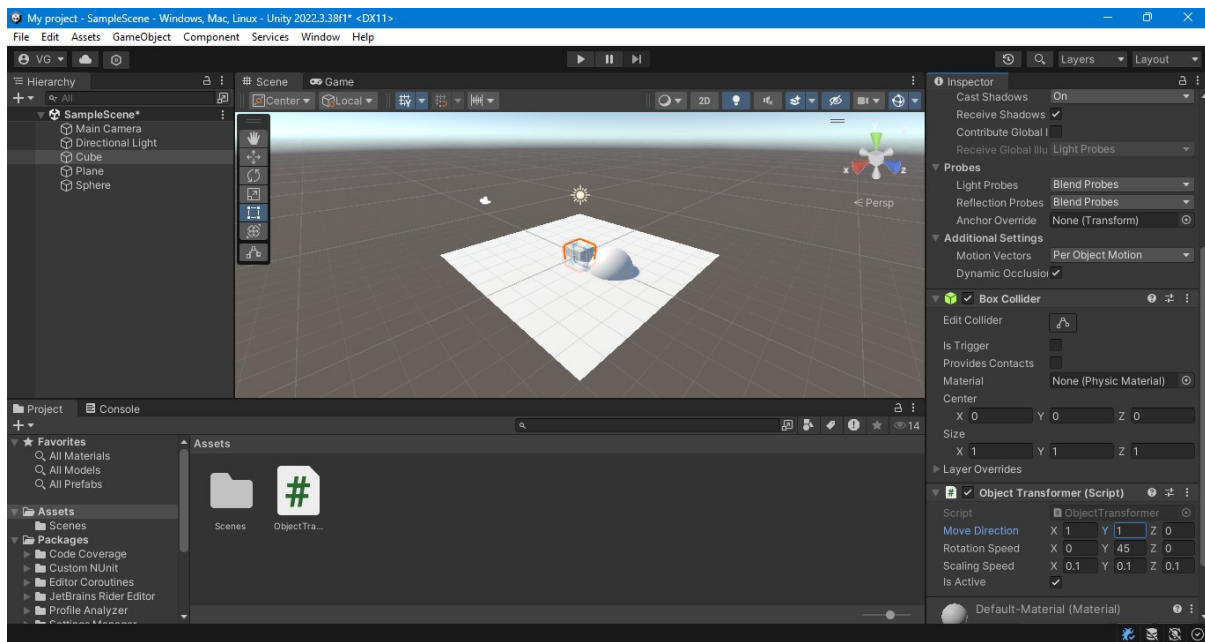 My project - SampleScene - Windows, Mac, Linux - Unity 2022.3.38f1* <DX11>
File Edit Assets GameObject Component Services Window Help
VG
Layers
Layout
Hierarchy
All
SampleScene*
Main Camera
Directional Light
Cube
Plane
Sphere
Scene
Game
Center
Local
2D
x
z
Persp
Inspector
Cast Shadows On
Receive Shadows
Contribute Global I
Receive Global Illu Light Probes
Probes
Light Probes Blend Probes
Reflection Probes Blend Probes
Anchor Override None (Transform)
Additional Settings
Motion Vectors Per Object Motion
Dynamic Occlusio
Box Collider
Edit Collider
Is Trigger
Provides Contacts
Material None (Physic Material)
Center
X 0 Y 0 Z 0
Size
X 1 Y 1 Z 1
Layer Overrides
# Object Transformer (Script)
Script ObjectTransformer
Move Direction X 1 Y 1 Z 0
Rotation Speed X 0 Y 45 Z 0
Scaling Speed X 0.1 Y 0.1 Z 0.1
Is Active
Default-Material (Material)
Project
Console
14
Favorites
All Materials
All Models
All Prefabs
Assets
Scenes
Packages
Code Coverage
Custom NUnit
Editor Coroutines
JetBrains Rider Editor
Profile Analyzer
Assets
Scenes
#
ObjectTra...